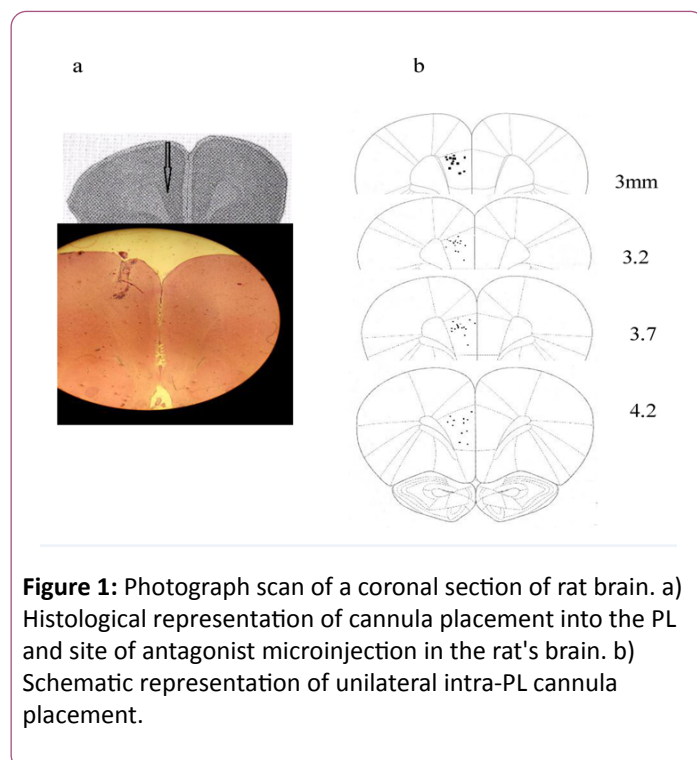 a
b
3mm
3.2
3.7
4.2
Figure 1: Photograph scan of a coronal section of rat brain. a)
Histological representation of cannula placement into the PL
and site of antagonist microinjection in the rat's brain. b)
Schematic representation of unilateral intra-PL cannula
placement.